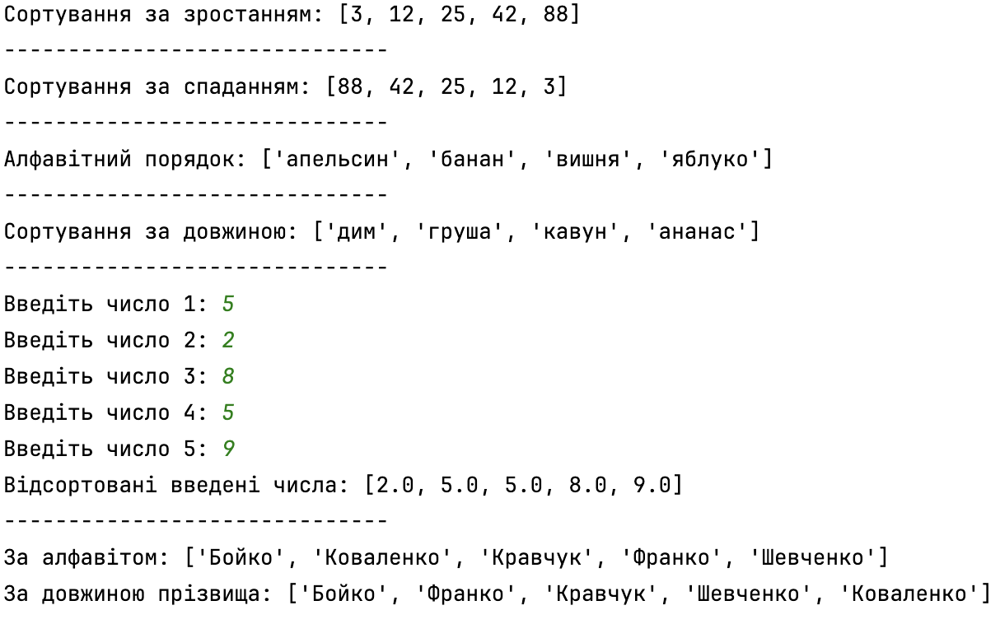 Сортування за зростанням: [3, 12, 25, 42, 88]
------------------------------
Сортування за спаданням: [88, 42, 25, 12, 3]
------------------------------
Алфавітний порядок: ['апельсин', 'банан', 'вишня', 'яблуко']
------------------------------
Сортування за довжиною: ['дим', 'груша', 'кавун', 'ананас']
------------------------------
Введіть число 1: 5
Введіть число 2: 2
Введіть число 3: 8
Введіть число 4: 5
Введіть число 5: 9
Відсортовані введені числа: [2.0, 5.0, 5.0, 8.0, 9.0]
------------------------------
За алфавітом: ['Бойко', 'Коваленко', 'Кравчук', 'Франко', 'Шевченко']
За довжиною прізвища: ['Бойко', 'Франко', 'Кравчук', 'Шевченко', 'Коваленко']